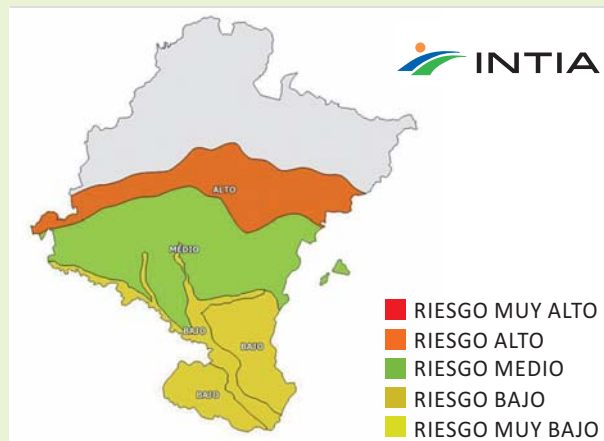 INTIA
ALTO
MEDIO
BAJO
BAJO
BAJO
RIESGO MUY ALTO
RIESGO ALTO
RIESGO MEDIO
RIESGO BAJO
RIESGO MUY BAJO